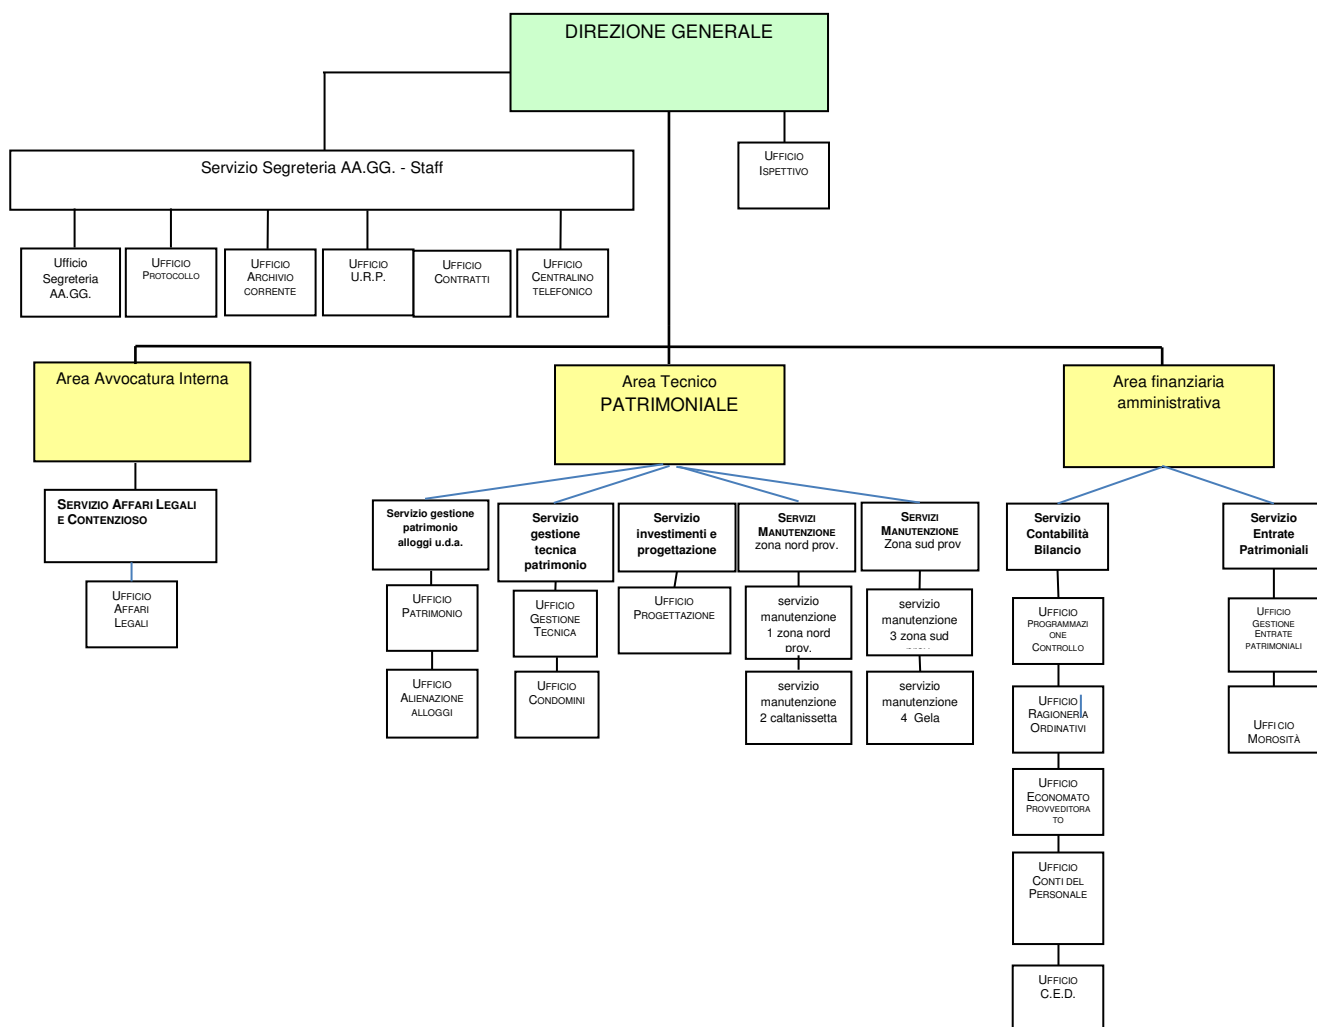 DIREZIONE GENERALE
Servizio Segreteria AA.GG. - Staff
UFFICIO
ISPETTIVO
Ufficio
Segreteria
AA.GG.
UFFICIO
PROTOCOLLO
UFFICIO
ARCHIVIO
CORRENTE
UFFICIO
U.R.P.
UFFICIO
CONTRATTI
UFFICIO
CENTRALINO
TELEFONICO
Area Avvocatura Interna
Area Tecnico
PATRIMONIALE
Area finanziaria
amministrativa
SERVIZIO AFFARI LEGALI
E CONTENZIOSO
UFFICIO
AFFARI
LEGALI
Servizio gestione
patrimonio
alloggi u.d.a.
Servizio
gestione
tecnica
patrimonio
Servizio
investimenti e
progettazione
SERVIZI
MANUTENZIONE
zona nord prov.
SERVIZI
MANUTENZIONE
Zona sud prov
Servizio
Contabilità
Bilancio
Servizio
Entrate
Patrimoniali
UFFICIO
PATRIMONIO
UFFICIO
GESTIONE
TECNICA
UFFICIO
PROGETTAZIONE
servizio
manutenzione
1 zona nord
prov.
servizio
manutenzione
3 zona sud
UFFICIO
PROGRAMMAZI
ONE
CONTROLLO
UFFICIO
GESTIONE
ENTRATE
PATRIMONIALI
UFFICIO
ALIENAZIONE
ALLOGGI
UFFICIO
CONDOMINI
servizio
manutenzione
2 caltanissetta
servizio
manutenzione
4 Gela
UFFICIO
RAGIONERIA
ORDINATIVI
UFFICIO
MOROSITÀ
UFFICIO
ECONOMATO
PROVVEDITORA
TO
UFFICIO
CONTI DEL
PERSONALE
UFFICIO
C.E.D.